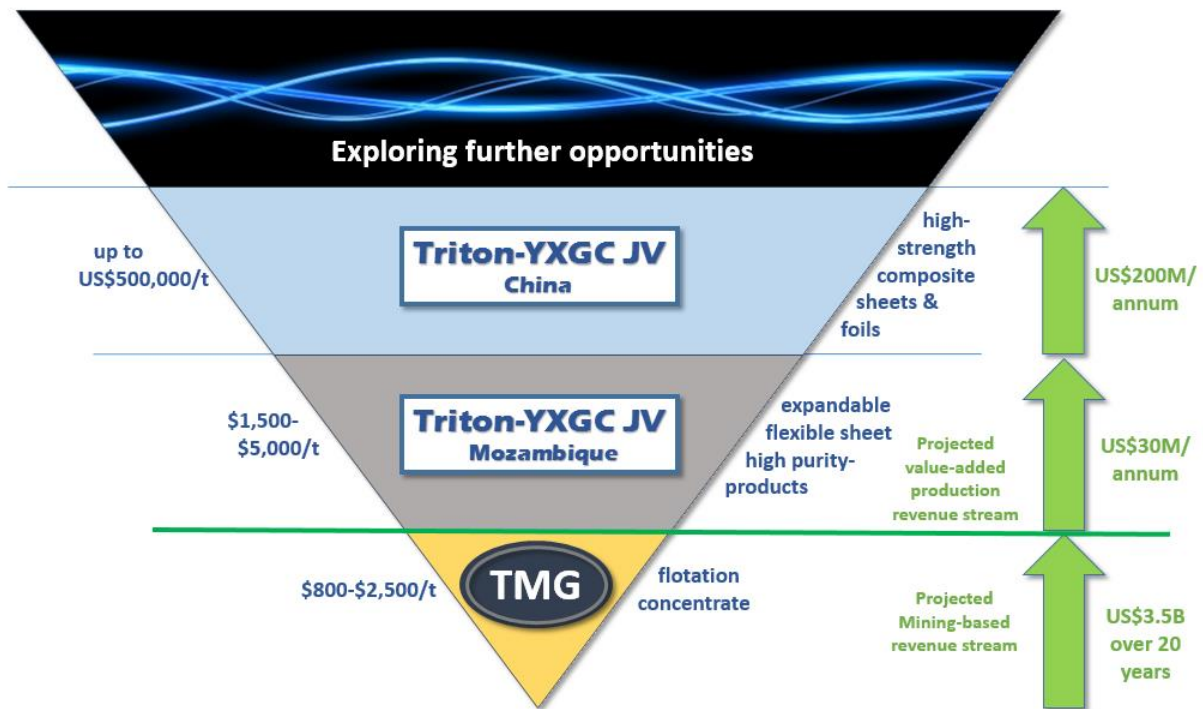 Exploring further opportunities
up to
US$500,000/t
Triton-YXGC JV
China
high-
strength
composite
sheets &
foils
US$200M/
annum
$1,500-
$5,000/t
Triton-YXGC JV
Mozambique
expandable
flexible sheet
high purity-
products
Projected
value-added
production
revenue stream
US$30M/
annum
$800-$2,500/t
TMG
flotation
concentrate
Projected
Mining-based
revenue stream
US$3.5B
over 20
years